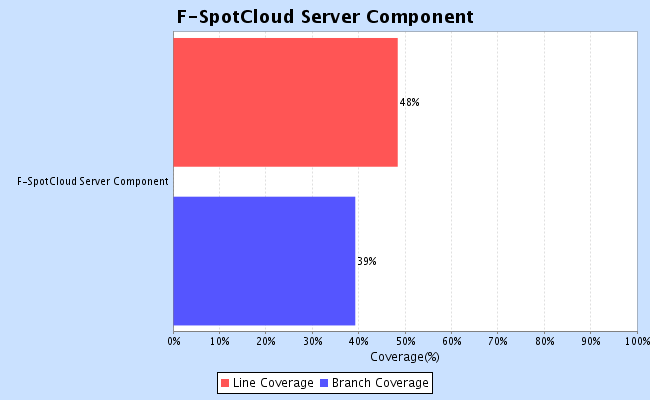 F-SpotCloud Server Component
48%
F-SpotCloud Server Component
39%
0% 10% 20% 30% 40% 50% 60% 70% 80% 90% 100%
Coverage(%)
Line Coverage Branch Coverage